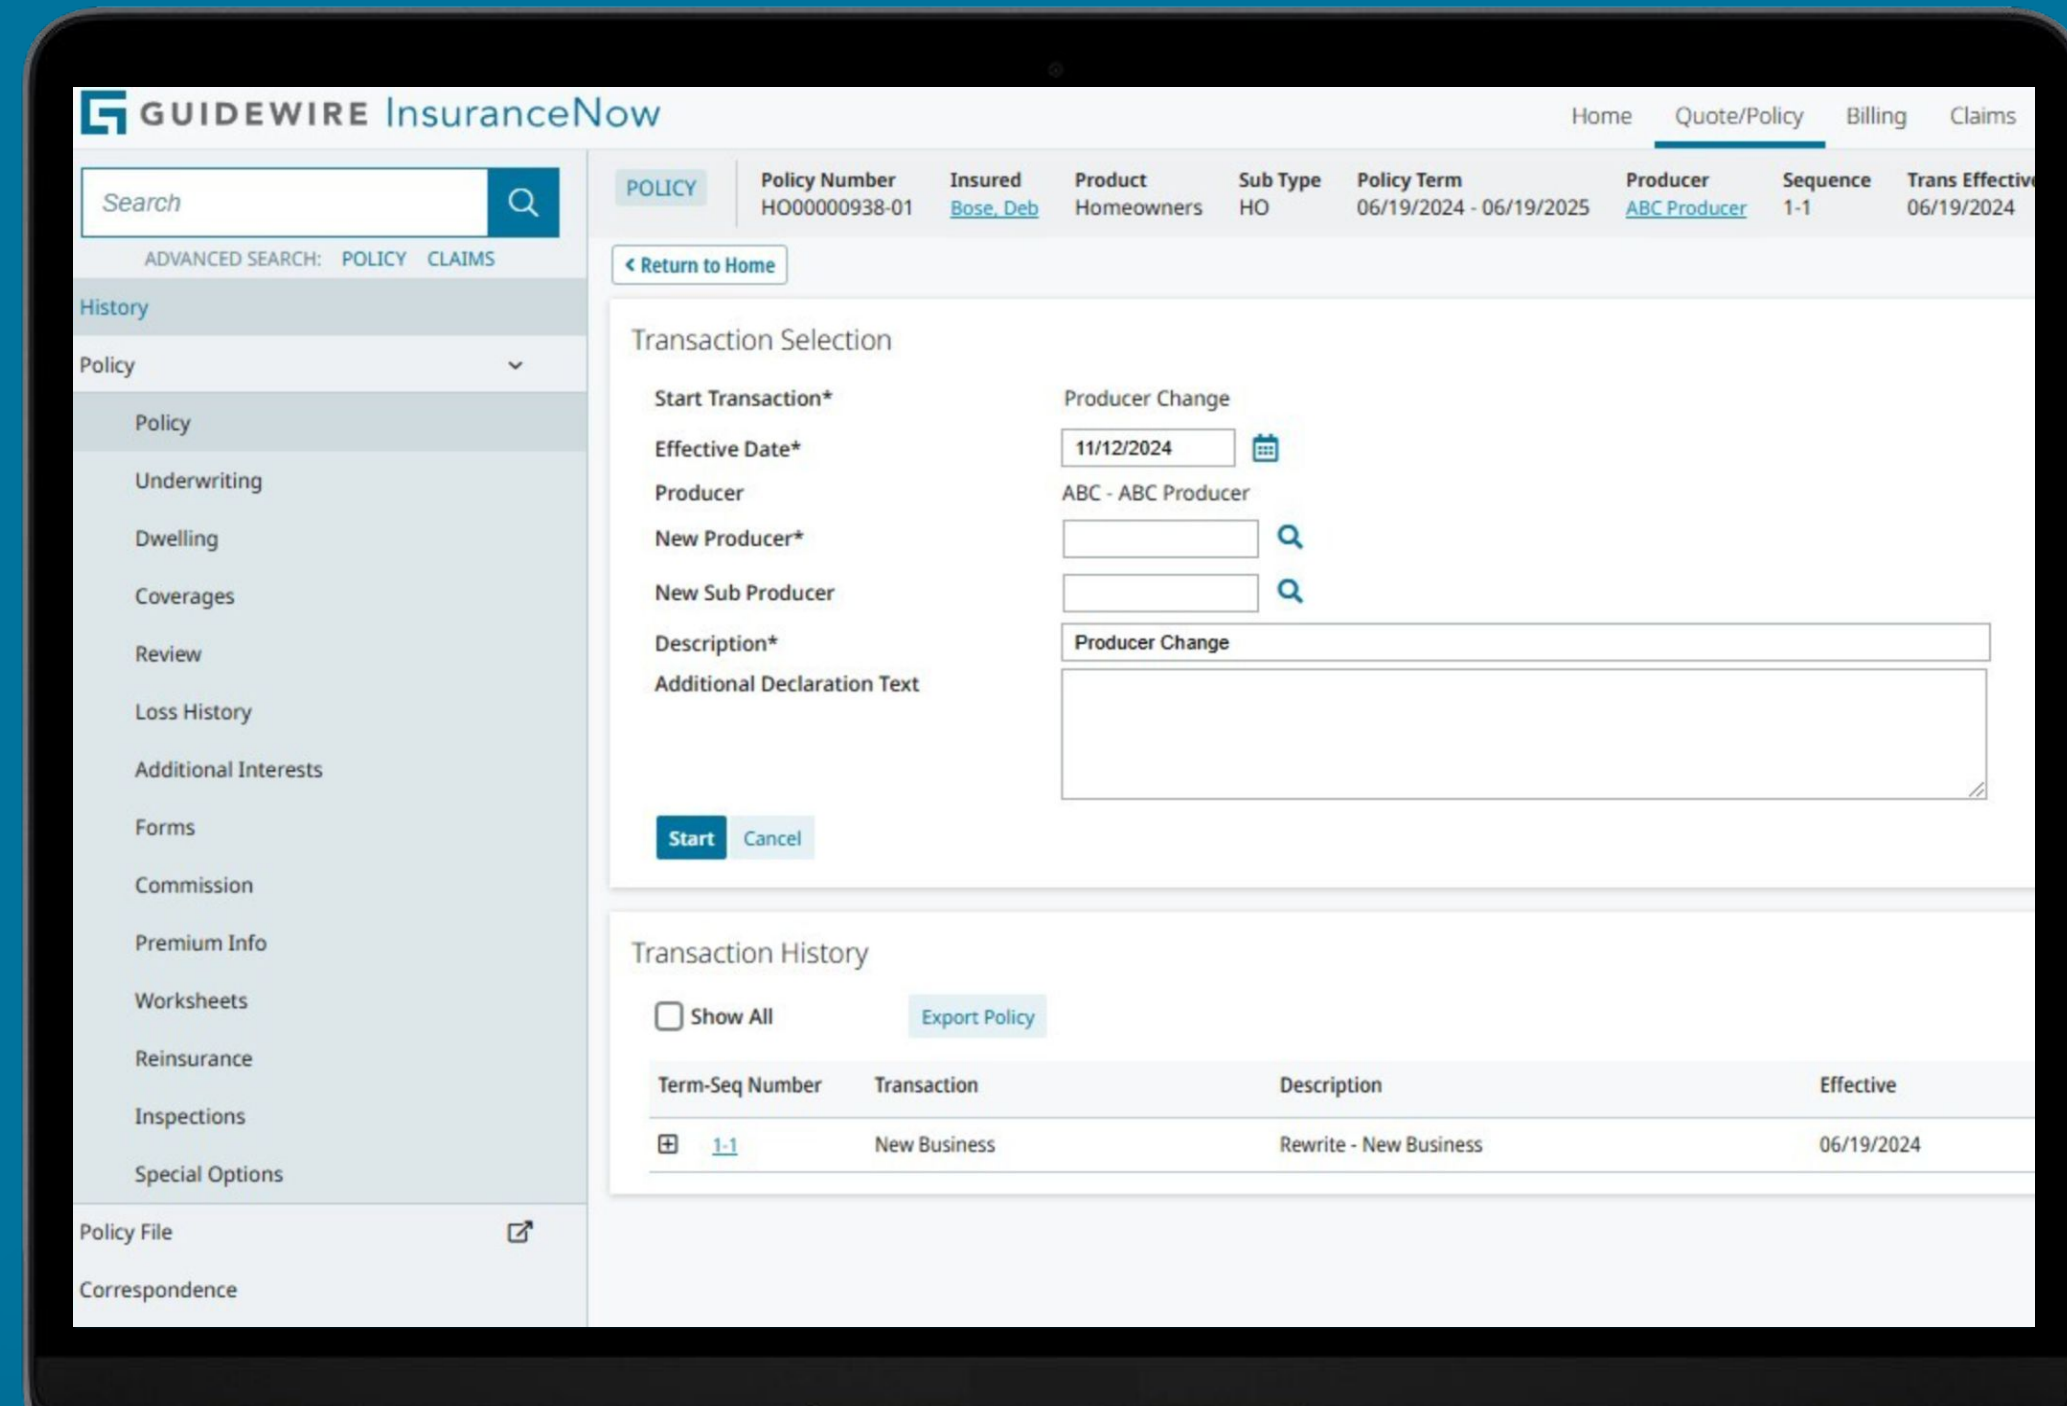 GUIDEWIRE InsuranceNow
Home Quote/Policy Billing Claims
Search
ADVANCED SEARCH: POLICY CLAIMS
History
Policy
Policy
Underwriting
Dwelling
Coverages
Review
Loss History
Additional Interests
Forms
Commission
Premium Info
Worksheets
Reinsurance
Inspections
Special Options
Policy File
Correspondence
POLICY
Policy Number Insured Product Sub Type Policy Term Producer Sequence Trans Effective
HO00000938-01 Bose, Deb Homeowners HO 06/19/2024 - 06/19/2025 ABC Producer 1-1 06/19/2024
Return to Home
Transaction Selection
Start Transaction* Producer Change
Effective Date* 11/12/2024
Producer ABC - ABC Producer
New Producer*
New Sub Producer
Description* Producer Change
Additional Declaration Text
Start Cancel
Transaction History
Show All Export Policy
Term-Seq Number Transaction Description Effective
1-1 New Business Rewrite - New Business 06/19/2024